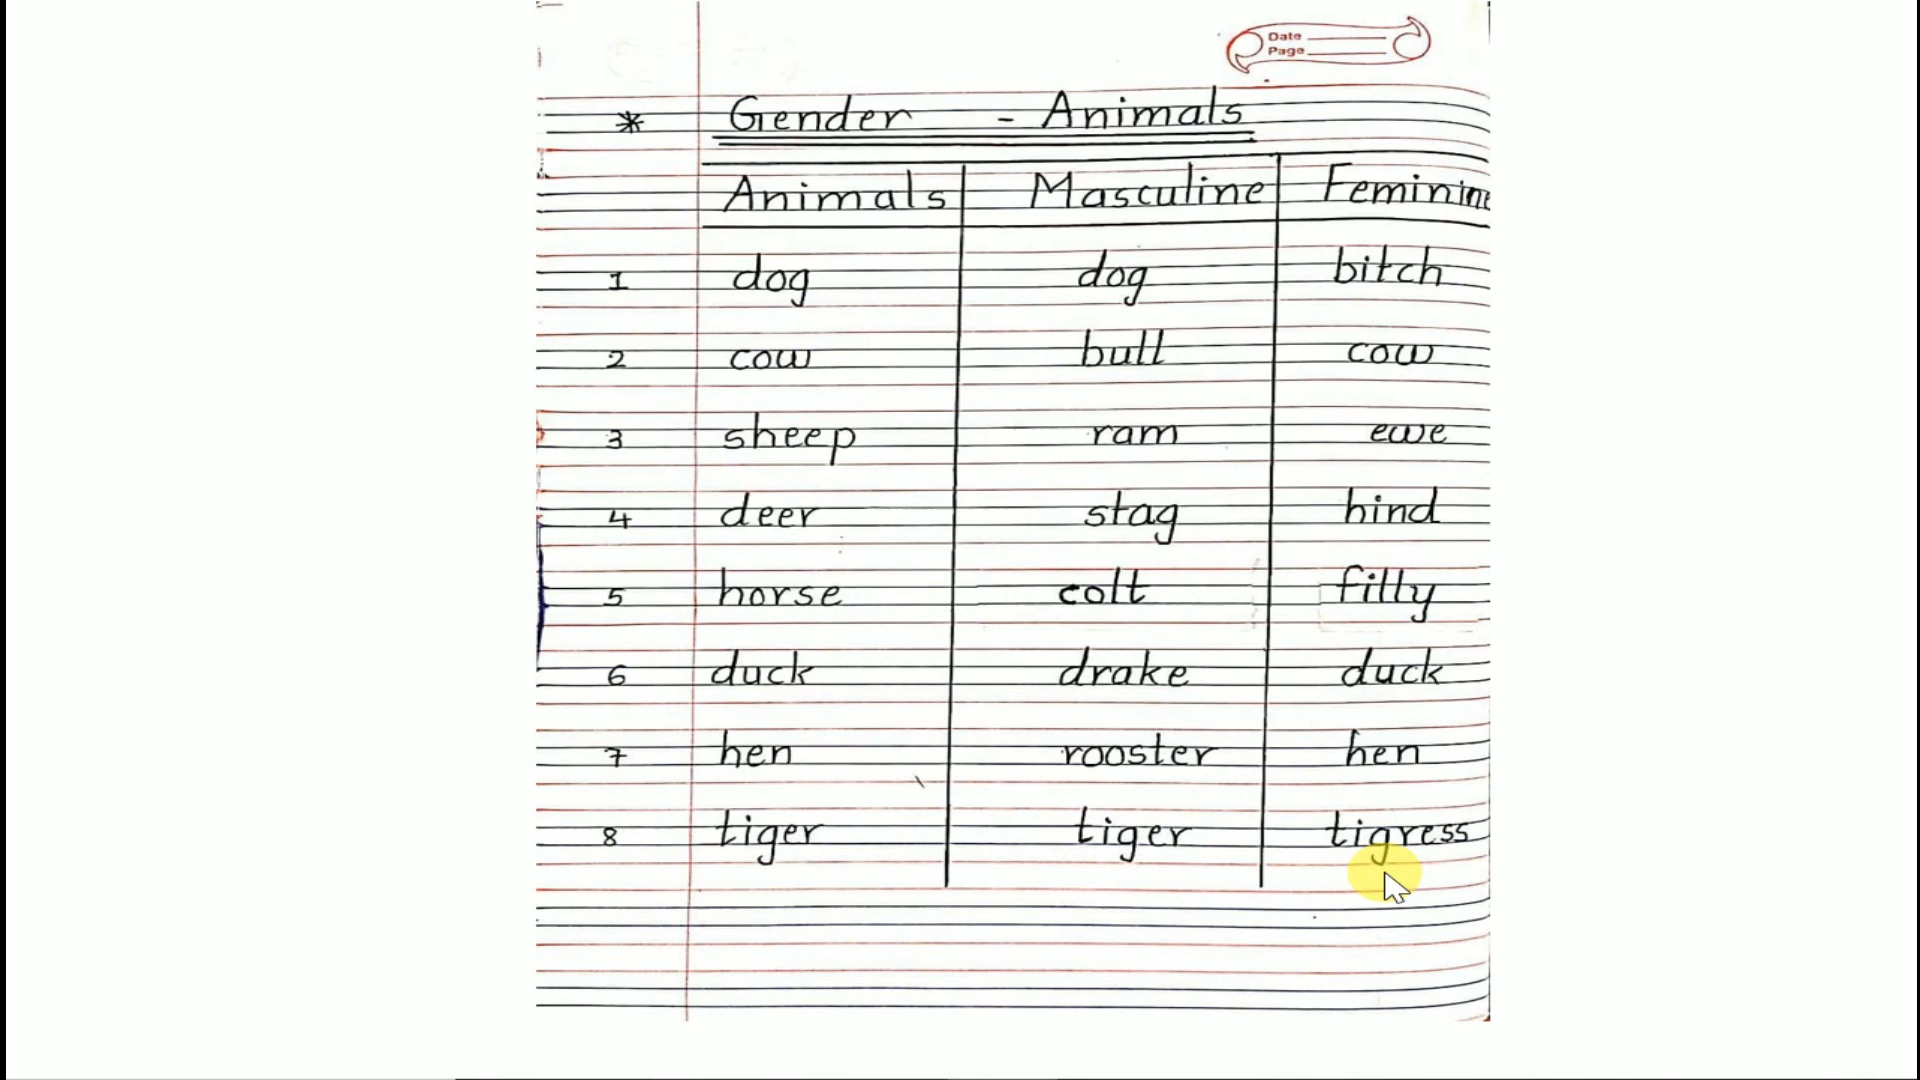 Date
Page
* Gender - Animals
Animals Masculine Feminine
1 dog dog bitch
2 cow bull cow
3 sheep ram ewe
4 deer stag hind
5 horse colt filly
6 duck drake duck
7 hen rooster hen
8 tiger tiger tigress